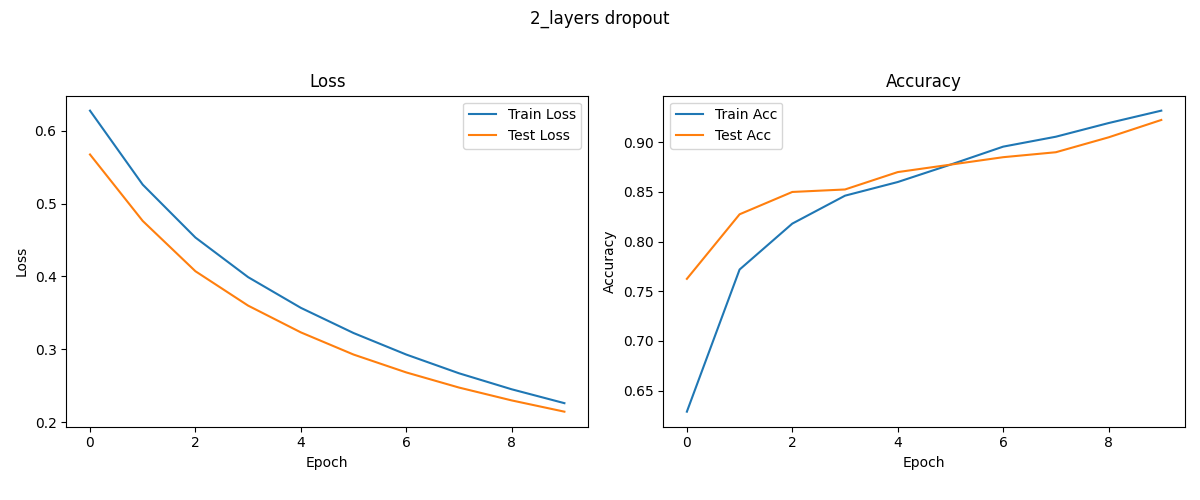 2_layers dropout
Loss
Train Loss
Test Loss
0.6
0.5
0.4
0.3
0.2
Loss
0 2 4 6 8
Epoch
Accuracy
Train Acc
Test Acc
0.90
0.85
0.80
0.75
0.70
0.65
Accuracy
0 2 4 6 8
Epoch